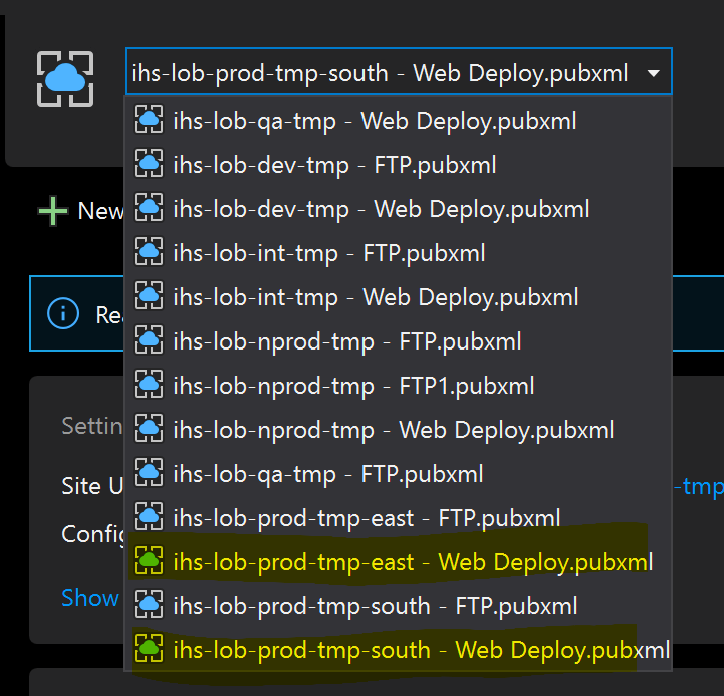 ihs-lob-prod-tmp-south - Web Deploy.pubxml
ihs-lob-qa-tmp - Web Deploy.pubxml
ihs-lob-dev-tmp - FTP.pubxml
New
ihs-lob-dev-tmp - Web Deploy.pubxml
ihs-lob-int-tmp - FTP.pubxml
ihs-lob-int-tmp - Web Deploy.pubxml
Rea
ihs-lob-nprod-tmp - FTP.pubxml
ihs-lob-nprod-tmp - FTP1.pubxml
Settin
ihs-lob-nprod-tmp - Web Deploy.pubxml
ihs-lob-qa-tmp - FTP.pubxml
Site U
-tmp
ihs-lob-prod-tmp-east - FTP.pubxml
Config
ihs-lob-prod-tmp-east - Web Deploy.pubxml
Show
ihs-lob-prod-tmp-south - FTP.pubxml
ihs-lob-prod-tmp-south - Web Deploy.pubxml